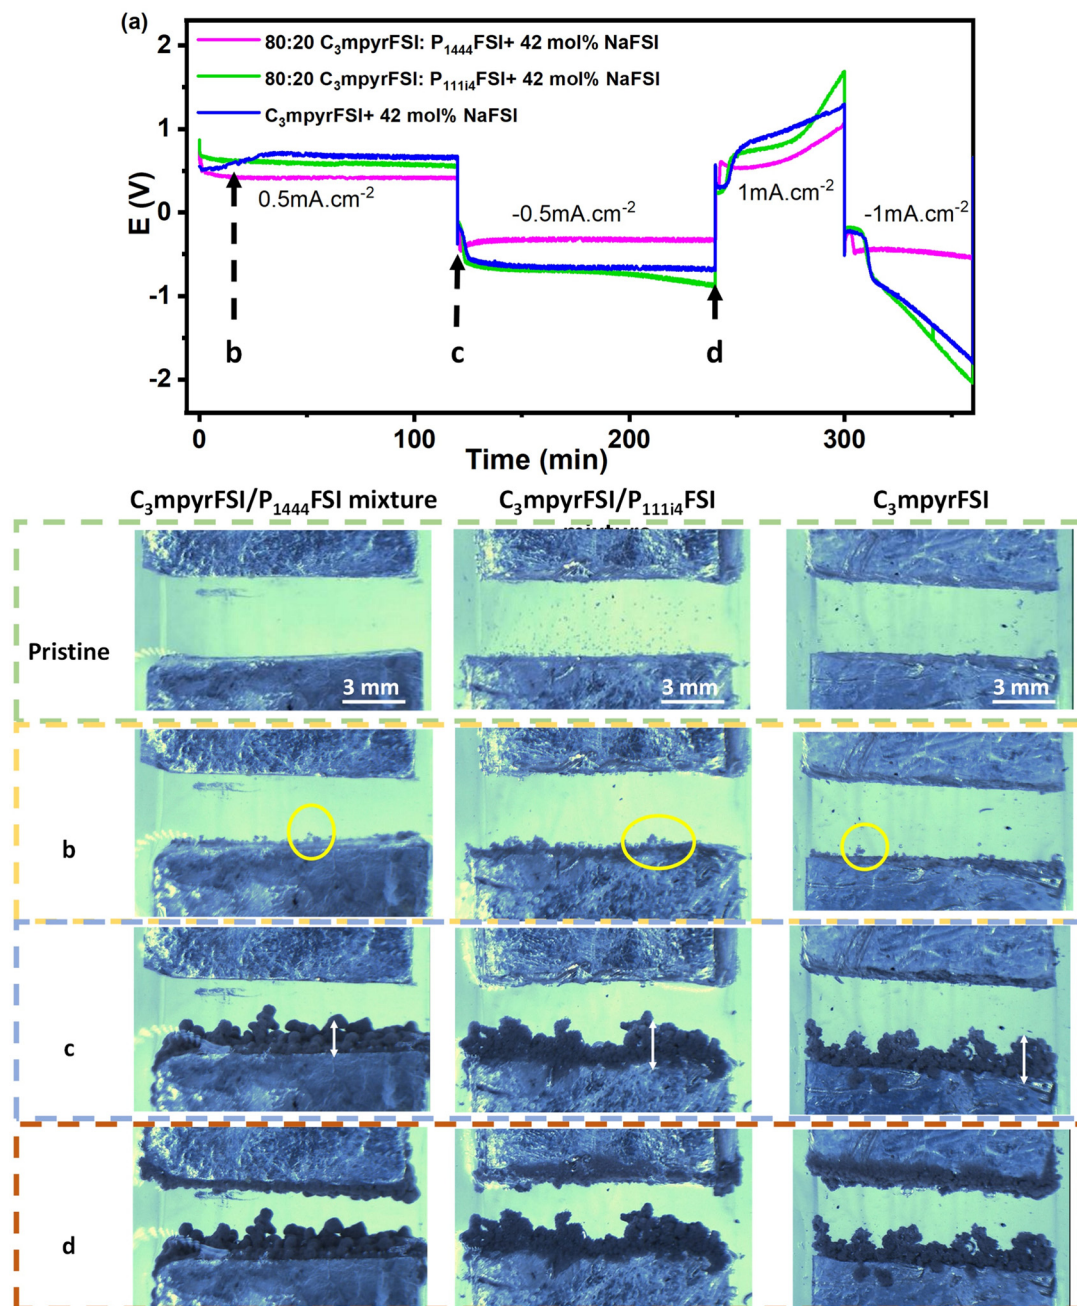 (a)
80:20 C₃mpyrFSI: P₁₄₄₄FSI+ 42 mol% NaFSI
80:20 C₃mpyrFSI: P₁₁₁ᵢ₄FSI+ 42 mol% NaFSI
C₃mpyrFSI+ 42 mol% NaFSI
2
1
0
-1
-2
E (V)
0.5mA.cm⁻²
-0.5mA.cm⁻²
1mA.cm⁻²
-1mA.cm⁻²
b
c
d
0
100
200
300
Time (min)
C₃mpyrFSI/P₁₄₄₄FSI mixture
C₃mpyrFSI/P₁₁₁ᵢ₄FSI
C₃mpyrFSI
Pristine
3 mm
3 mm
3 mm
b
c
d